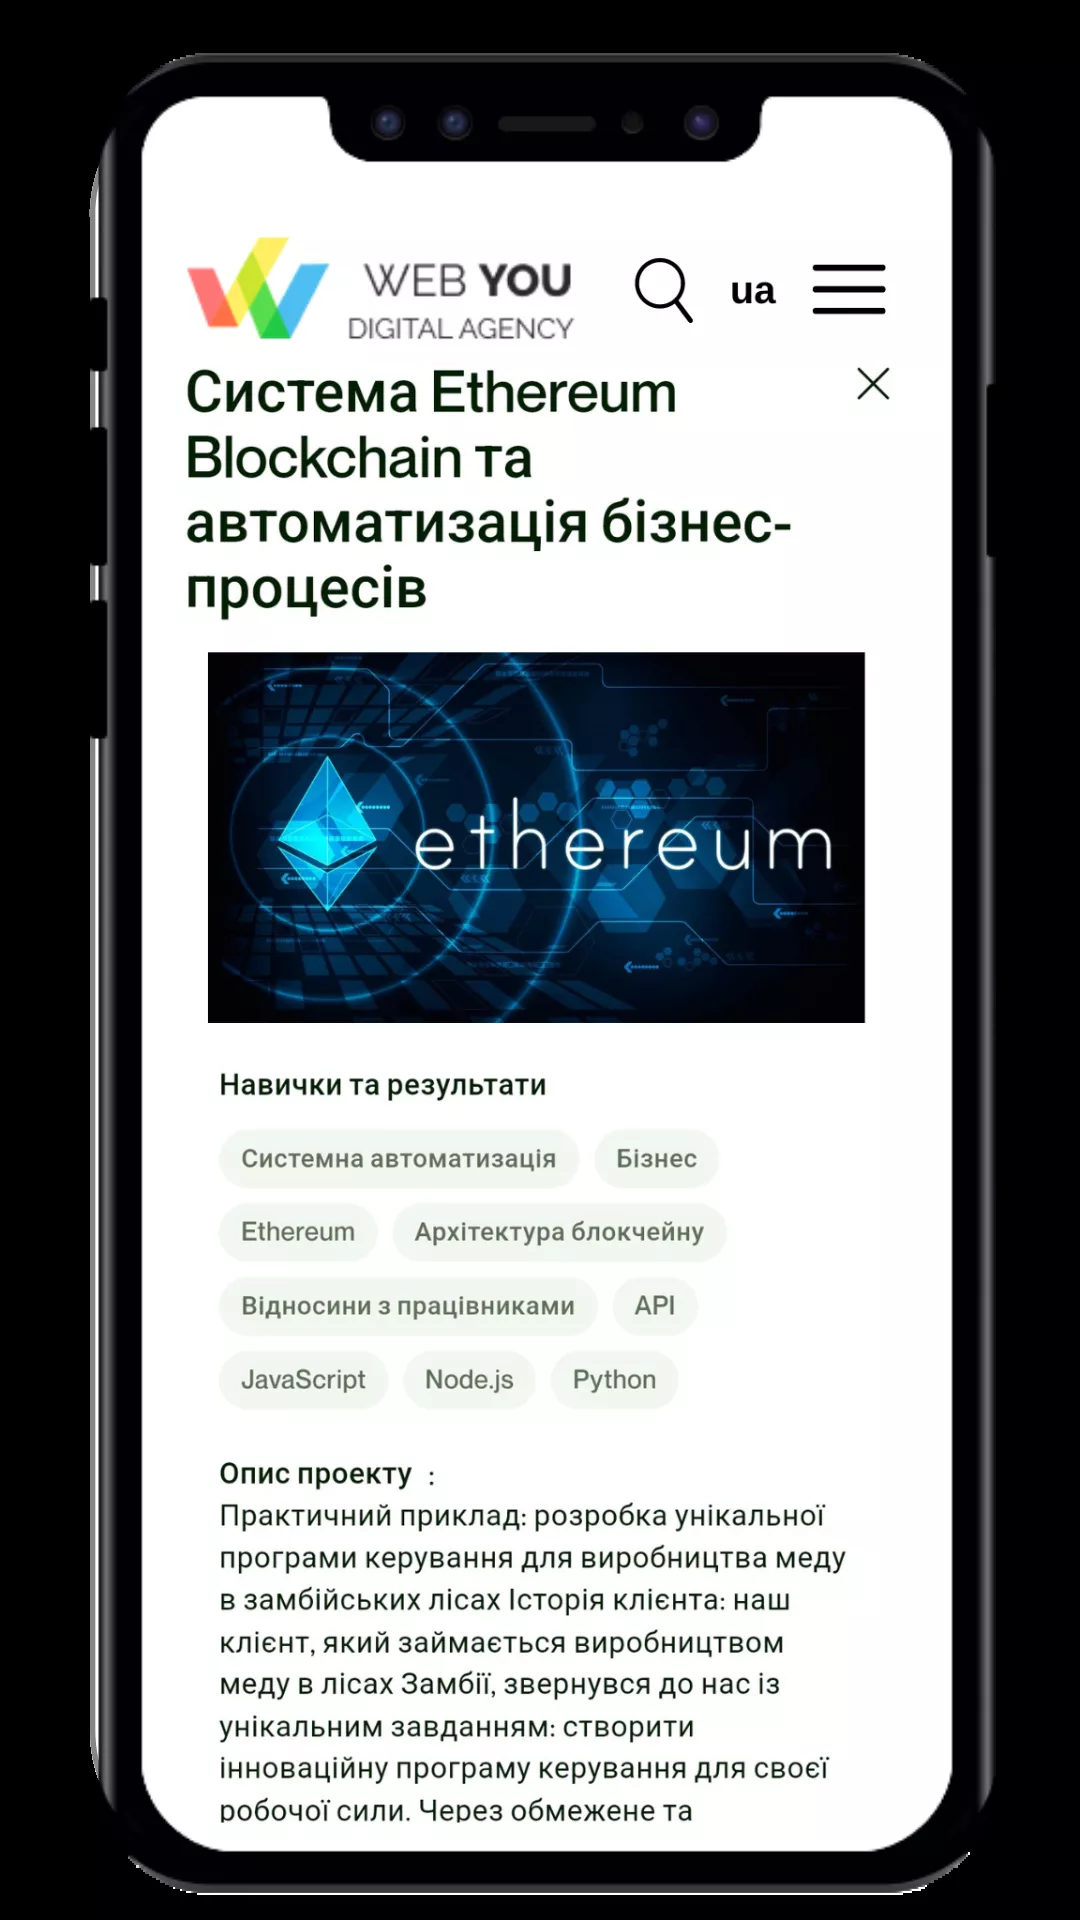 WEB YOU
DIGITAL AGENCY
ua
Система Ethereum
Blockchain та
автоматизація бізнес-
процесів
ethereum
Навички та результати
Системна автоматизація
Бізнес
Ethereum
Архітектура блокчейну
Відносини з працівниками
API
JavaScript
Node.js
Python
Опис проекту :
Практичний приклад: розробка унікальної
програми керування для виробництва меду
в замбійських лісах Історія клієнта: наш
клієнт, який займається виробництвом
меду в лісах Замбії, звернувся до нас із
унікальним завданням: створити
інноваційну програму керування для своєї
робочої сили. Через обмежене та